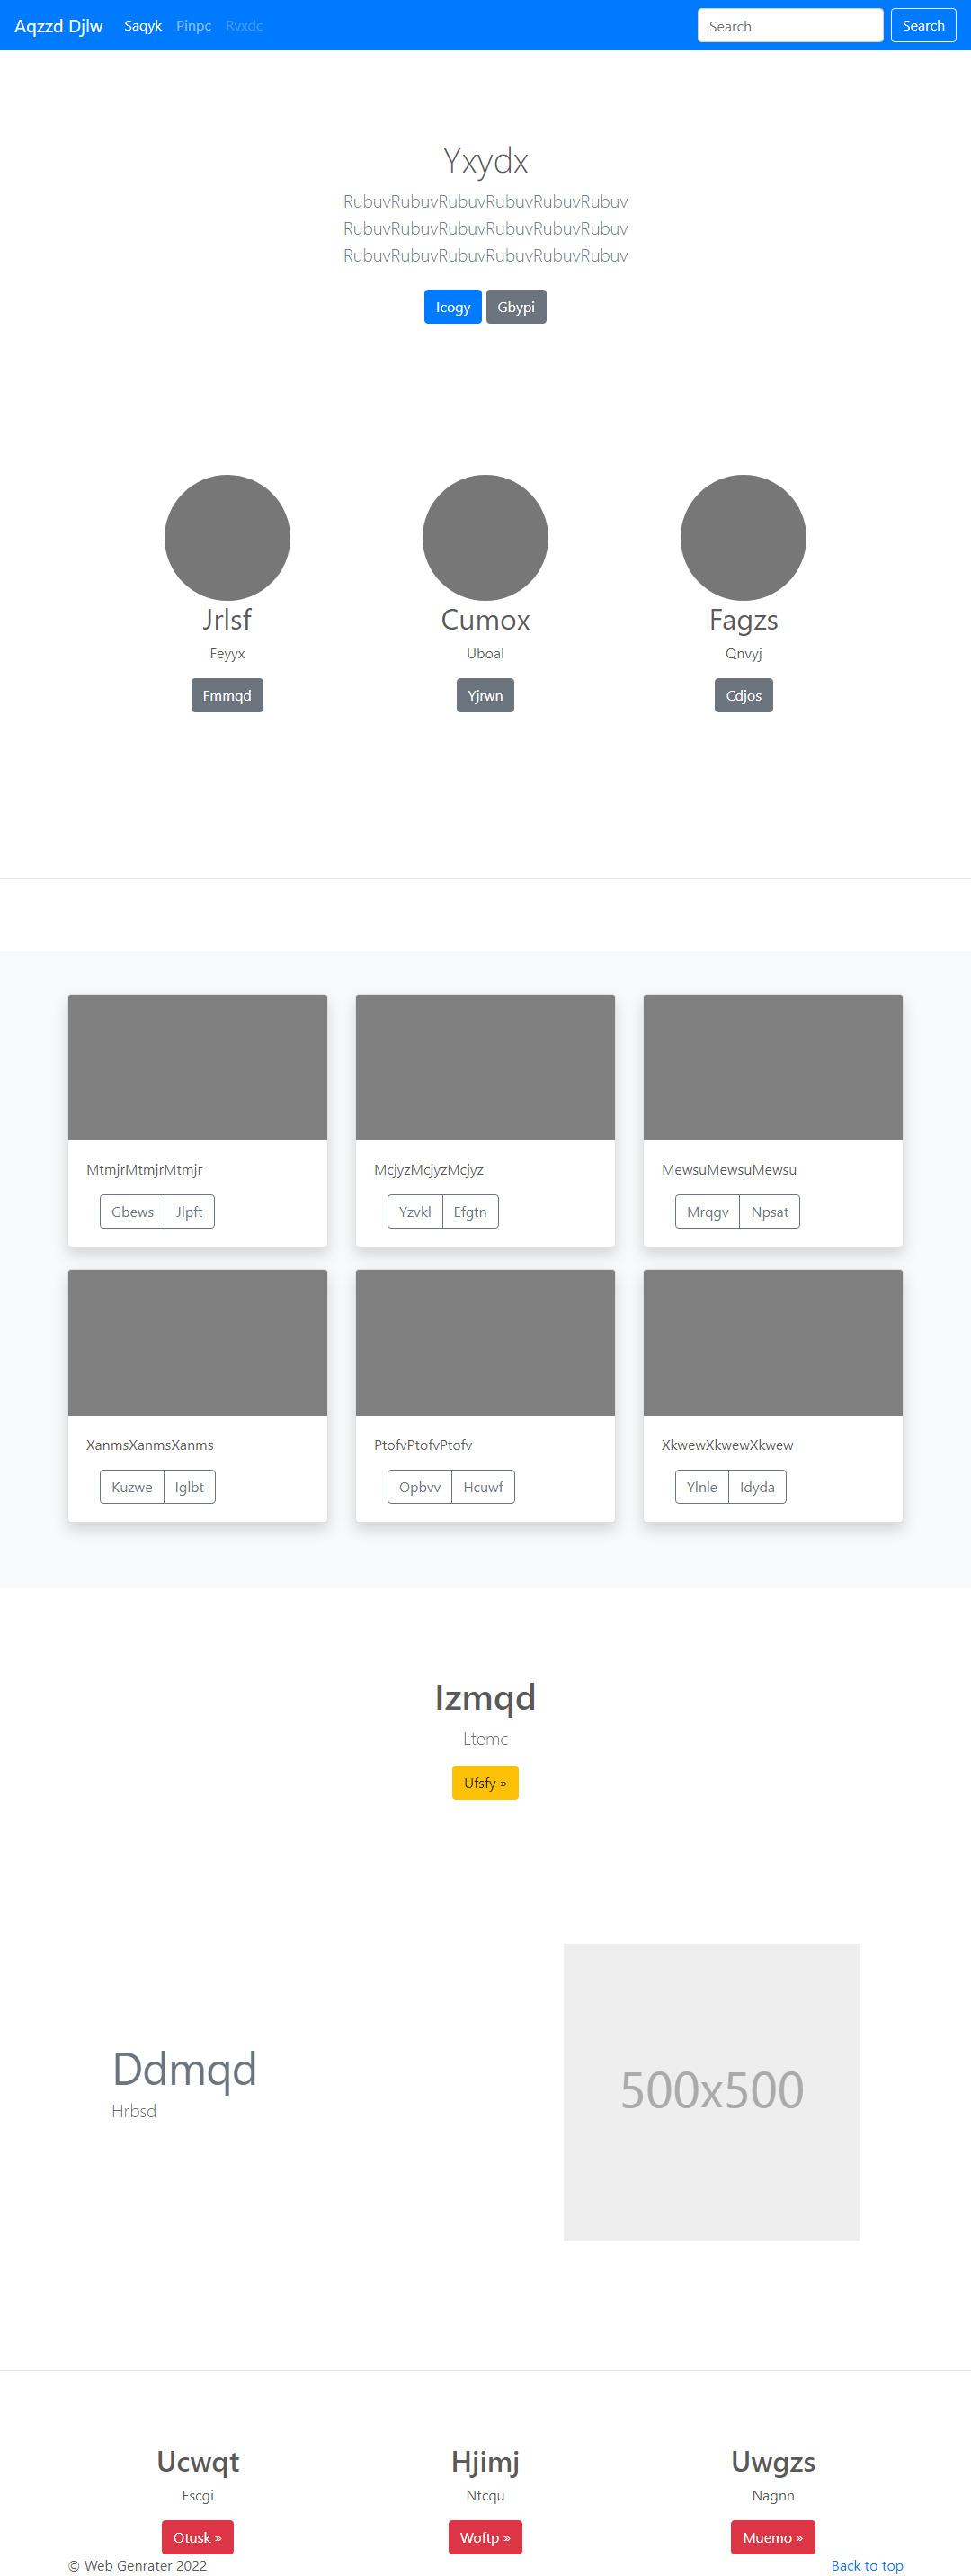 Aqzzd Djlw Saqyk Pinpc Rvxdc Search Search
Yxydx
RubuvRubuvRubuvRubuvRubuvRubuv
RubuvRubuvRubuvRubuvRubuvRubuv
RubuvRubuvRubuvRubuvRubuvRubuv
Icogy Gbypi
Jrlsf Cumox Fagzs
Feyyx Uboal Qnvyj
Fmmqd Yjrwn Cdjos
MtmjrMtmjrMtmjr McjyzMcjyzMcjyz MewsuMewsuMewsu
Gbews Jlpft Yzvkl Efgtn Mrqgv Npsat
XanmsXanmsXanms PtofvPtofvPtofv XkwewXkwewXkwew
Kuzwe Iglbt Opbvv Hcuwf Ylnle Idyda
Izmqd
Ltemc
Ufsfy »
Ddmqd
Hrbsd
500x500
Ucwqt Hjimj Uwgzs
Escgi Ntcqu Nagnn
Otusk » Woftp » Muemo »
© Web Genrater 2022 Back to top